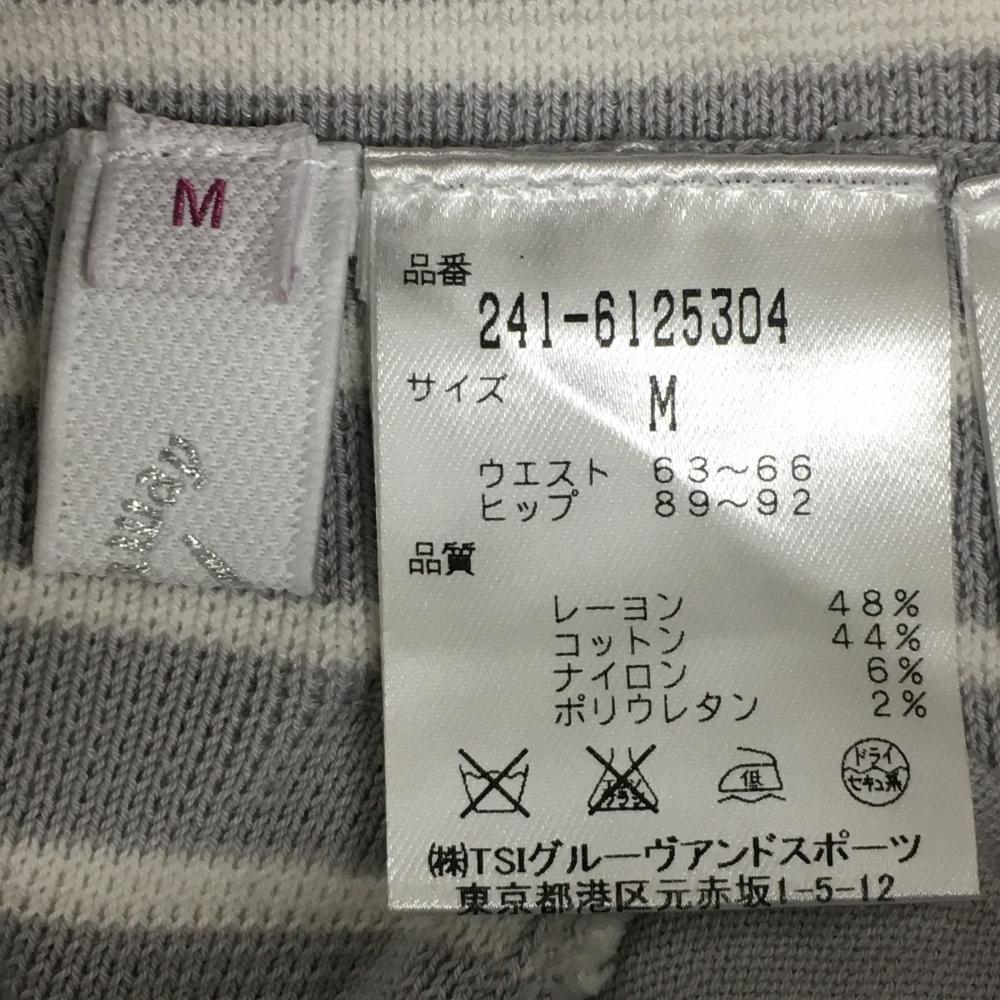 M
品番
241-6125304
サイズ M
ウエスト 63～66
ヒップ 89～92
品質
レーヨン 48%
コットン 44%
ナイロン 6%
ポリウレタン 2%
低
ドライ
セキュ系
㈱TSIグルーヴアンドスポーツ
東京都港区元赤坂1-5-12